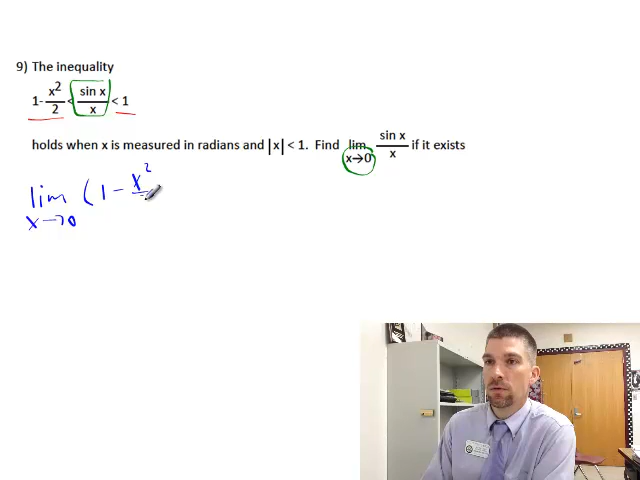 9) The inequality
1- x²/2 < sin x / x < 1
holds when x is measured in radians and |x| < 1. Find lim x→0 sin x / x if it exists
lim x→0 ( 1 - x²